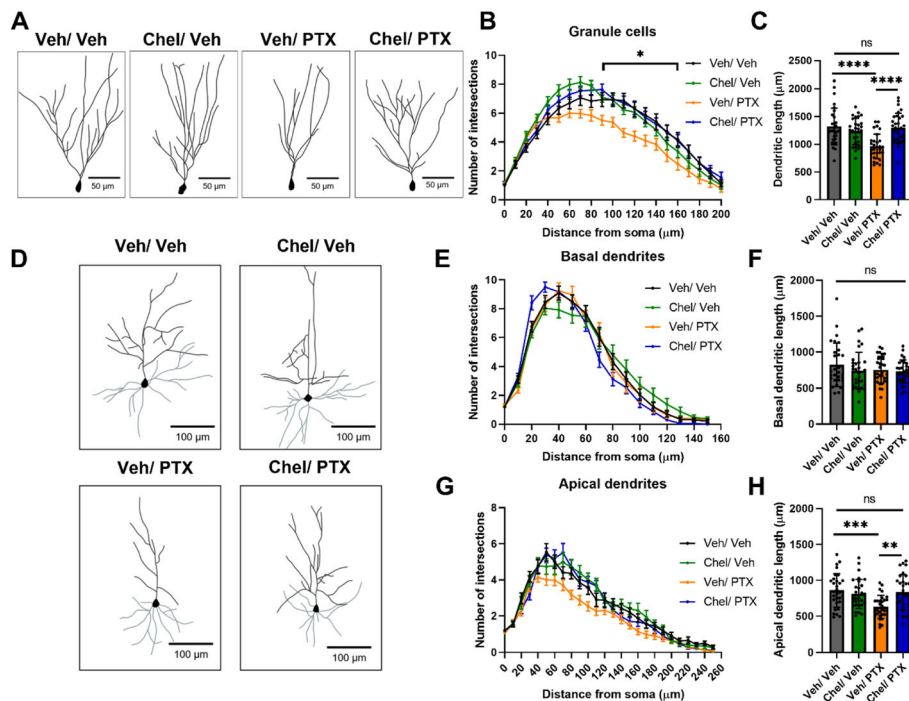 A
Veh/ Veh
Chel/ Veh
Veh/ PTX
Chel/ PTX
50 μm
50 μm
50 μm
50 μm
B
Granule cells
Number of intersections
10
8
6
4
2
0
*
Veh/ Veh
Chel/ Veh
Veh/ PTX
Chel/ PTX
0 20 40 60 80 100 120 140 160 180 200
Distance from soma (μm)
C
ns
**** ****
Dendritic length (μm)
2500
2000
1500
1000
500
0
Veh/ Veh
Chel/ Veh
Veh/ PTX
Chel/ PTX
D
Veh/ Veh
Chel/ Veh
100 μm
100 μm
Veh/ PTX
Chel/ PTX
100 μm
100 μm
E
Basal dendrites
Number of intersections
10
8
6
4
2
0
Veh/ Veh
Chel/ Veh
Veh/ PTX
Chel/ PTX
0 20 40 60 80 100 120 140 160
Distance from soma (μm)
F
ns
Basal dendritic length (μm)
2000
1500
1000
500
0
Veh/ Veh
Chel/ Veh
Veh/ PTX
Chel/ PTX
G
Apical dendrites
Number of intersections
8
6
4
2
0
Veh/ Veh
Chel/ Veh
Veh/ PTX
Chel/ PTX
0 20 40 60 80 100 120 140 160 180 200 220 240 260
Distance from soma (μm)
H
ns
*** **
Apical dendritic length (μm)
2000
1500
1000
500
0
Veh/ Veh
Chel/ Veh
Veh/ PTX
Chel/ PTX